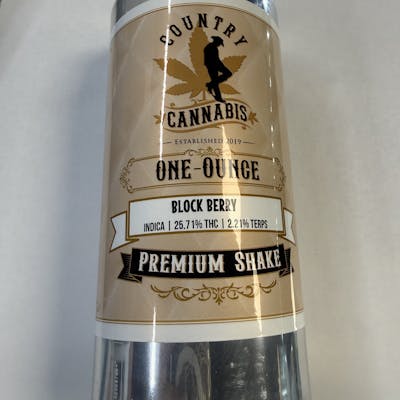 COUNTRY
CANNABIS
ESTABLISHED 2019
ONE-OUNCE
BLOCK BERRY
INDICA | 25.71% THC | 2.21% TERPS
PREMIUM SHAKE